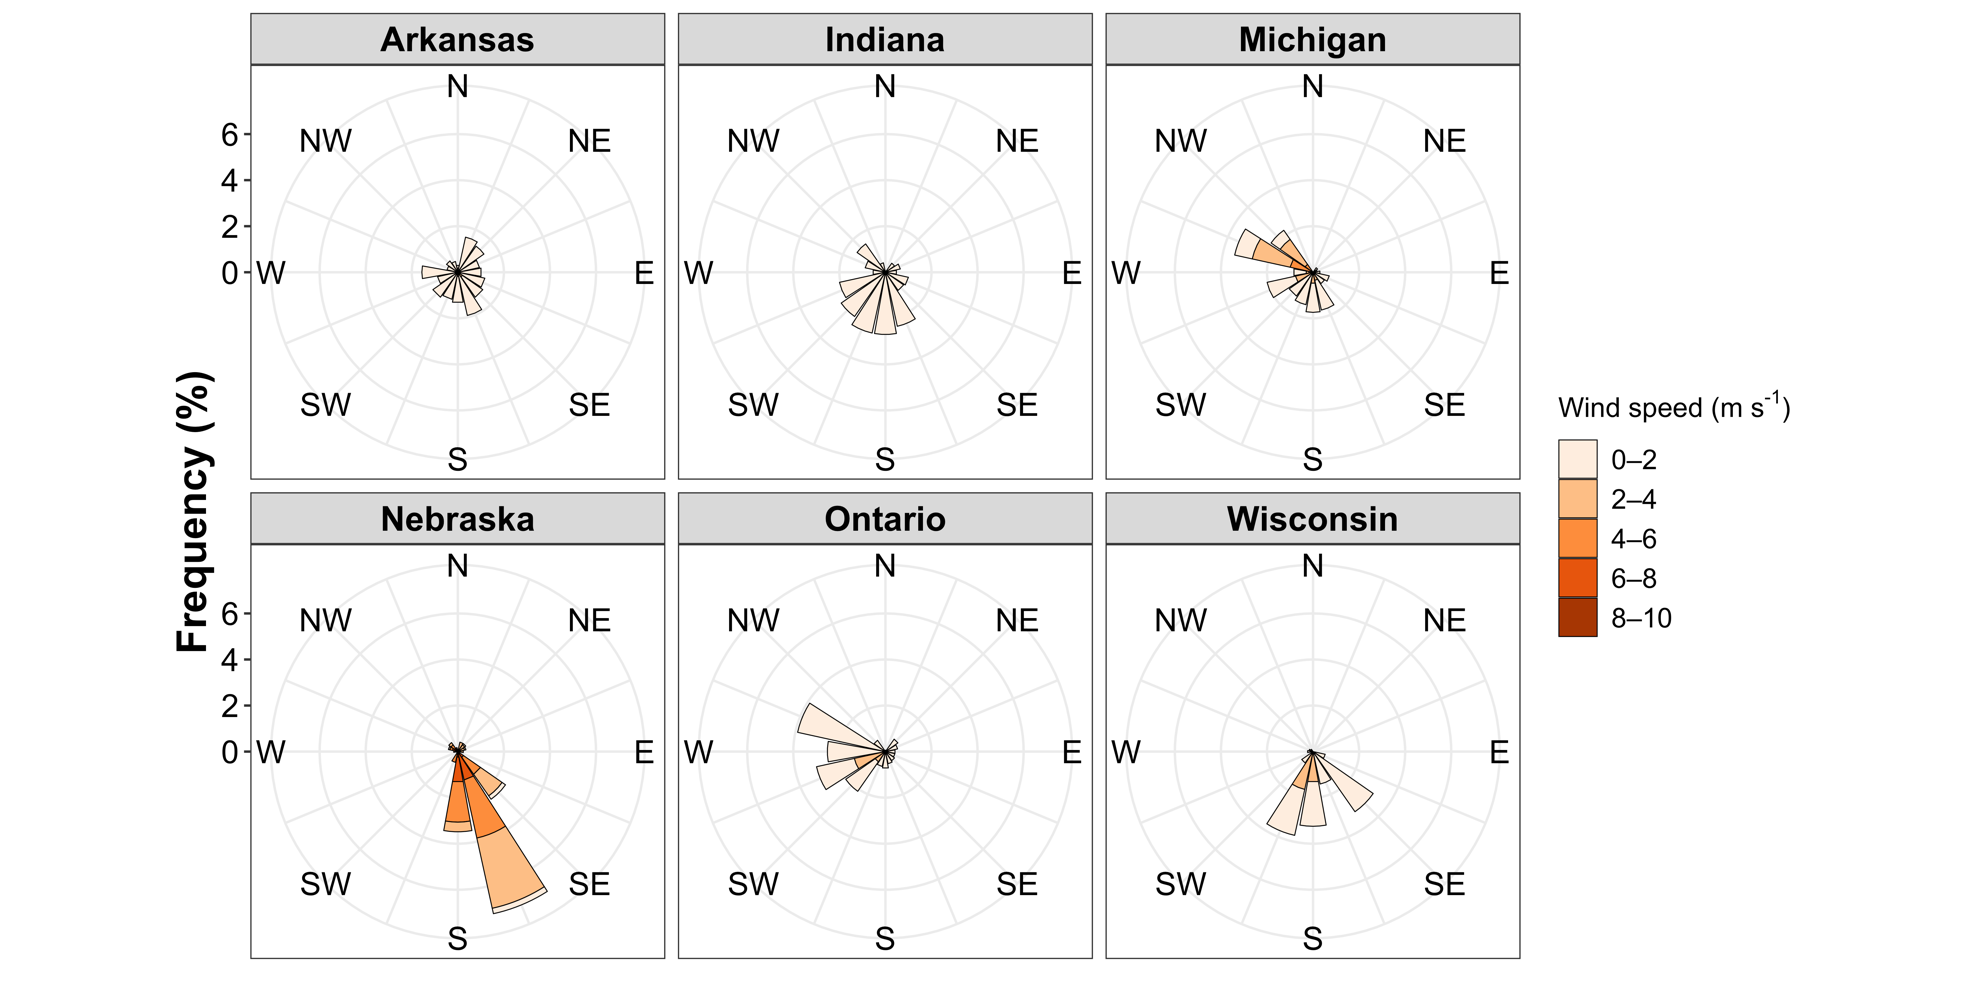 Arkansas
Indiana
Michigan
N
N
N
NW
NE
NW
NE
NW
NE
6
4
2
0
W
E
W
E
W
E
SW
SE
SW
SE
SW
SE
S
S
S
Frequency (%)
Nebraska
Ontario
Wisconsin
N
N
N
NW
NE
NW
NE
NW
NE
6
4
2
0
W
E
W
E
W
E
SW
SE
SW
SE
SW
SE
S
S
S
Wind speed (m s-1)
0–2
2–4
4–6
6–8
8–10